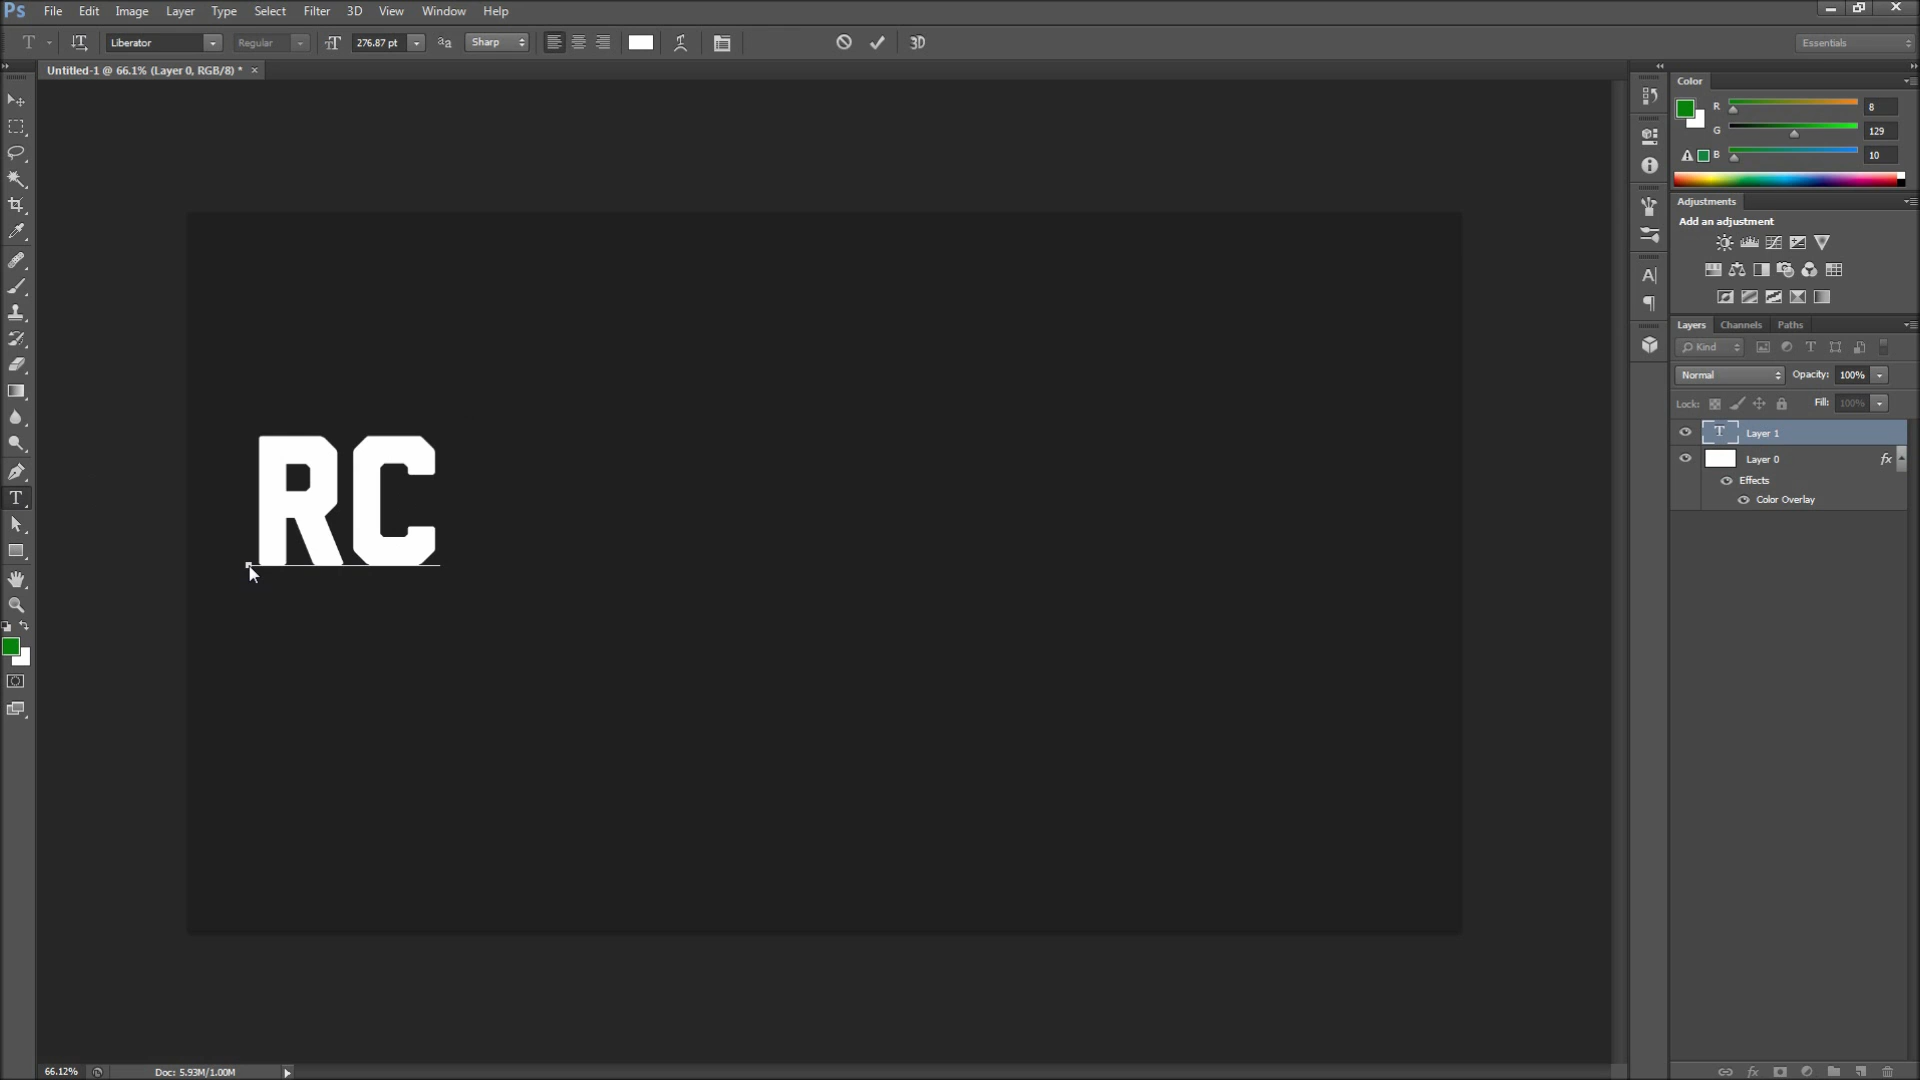 Ps File Edit Image Layer Type Select Filter 3D View Window Help
T Liberator Regular 276.87 pt aa Sharp 3D Essentials
Untitled-1 @ 66.1% (Layer 0, RGB/8) * ×
Color
R 8
G 129
B 10
Adjustments
Add an adjustment
Layers Channels Paths
Kind
Normal Opacity: 100%
Lock: Fill: 100%
T Layer 1
Layer 0 fx
Effects
Color Overlay
RC
66.12% Doc: 5.93M/1.00M